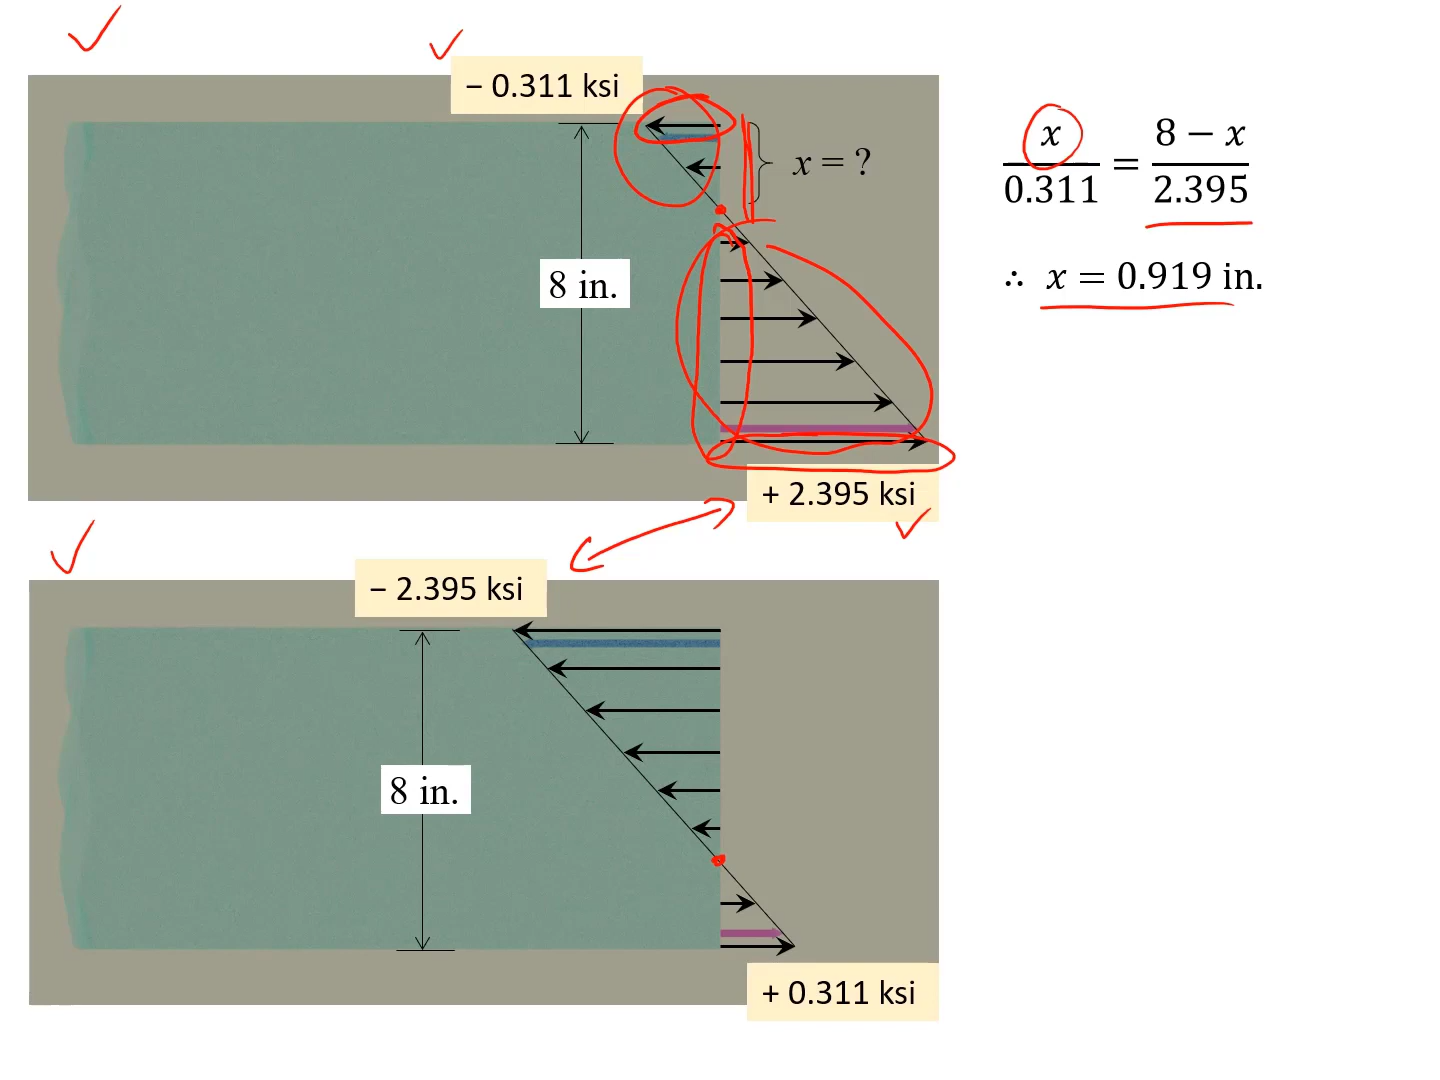 − 0.311 ksi
x = ?
8 in.
+ 2.395 ksi
x/0.311 = 8 − x/2.395
∴ x = 0.919 in.
− 2.395 ksi
8 in.
+ 0.311 ksi